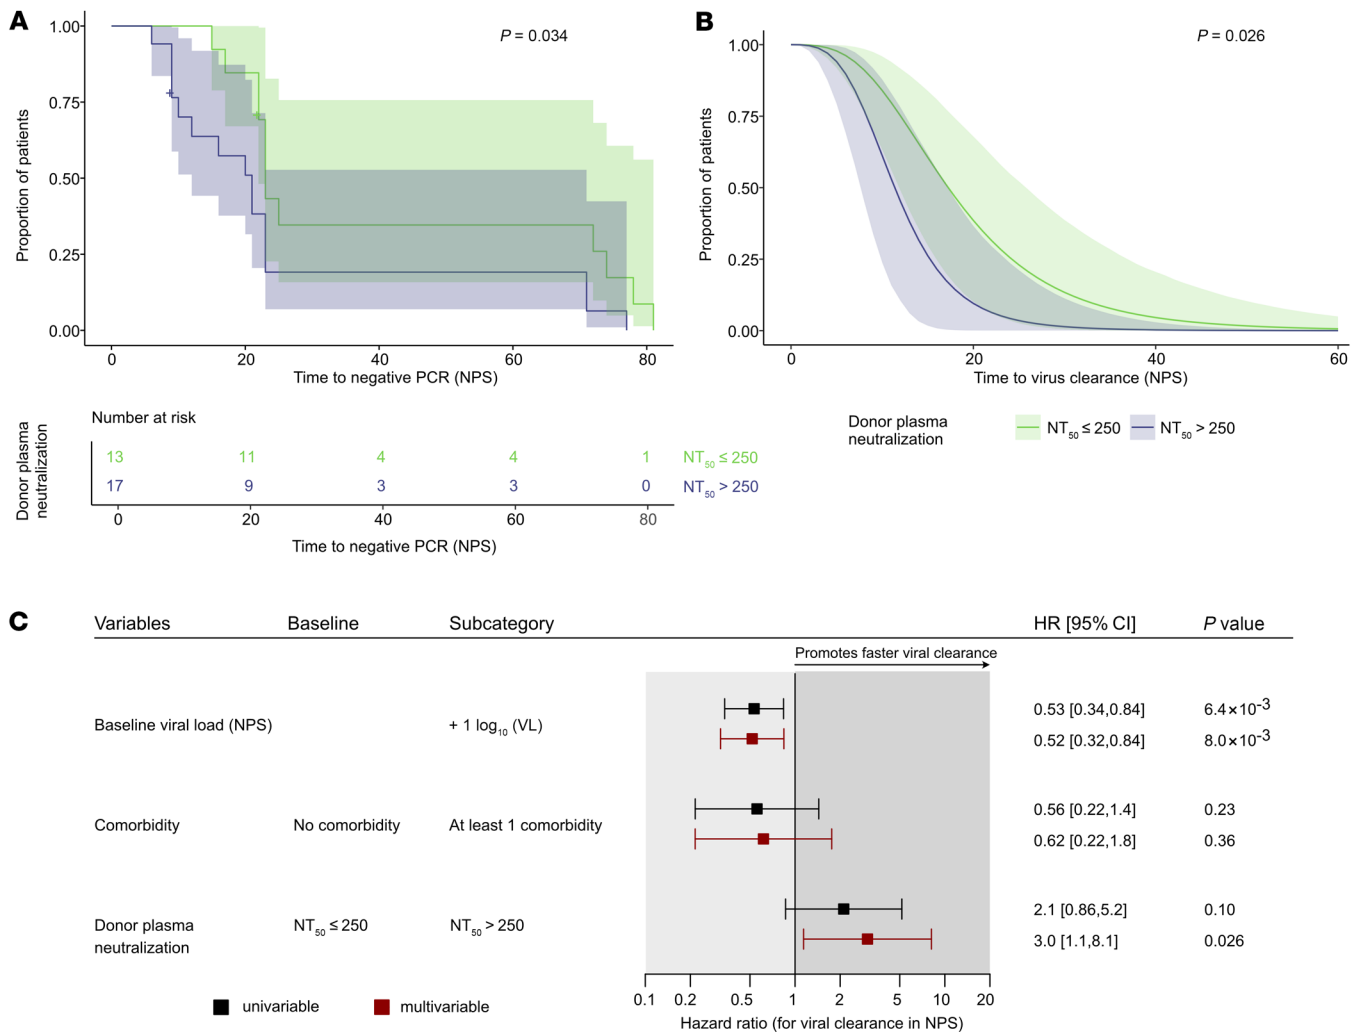 A
P = 0.034
1.00
0.75
0.50
0.25
0.00
Proportion of patients
0 20 40 60 80
Time to negative PCR (NPS)
Number at risk
Donor plasma
neutralization
13 11 4 4 1 NT50 ≤ 250
17 9 3 3 0 NT50 > 250
0 20 40 60 80
Time to negative PCR (NPS)
B
P = 0.026
1.00
0.75
0.50
0.25
0.00
Proportion of patients
0 20 40 60
Time to virus clearance (NPS)
Donor plasma
neutralization
NT50 ≤ 250 NT50 > 250
C
Variables Baseline Subcategory HR [95% CI] P value
Promotes faster viral clearance
Baseline viral load (NPS) + 1 log10 (VL)
0.53 [0.34,0.84] 6.4×10-3
0.52 [0.32,0.84] 8.0×10-3
Comorbidity No comorbidity At least 1 comorbidity
0.56 [0.22,1.4] 0.23
0.62 [0.22,1.8] 0.36
Donor plasma
neutralization
NT50 ≤ 250 NT50 > 250
2.1 [0.86,5.2] 0.10
3.0 [1.1,8.1] 0.026
0.1 0.2 0.5 1 2 5 10 20
Hazard ratio (for viral clearance in NPS)
univariable multivariable